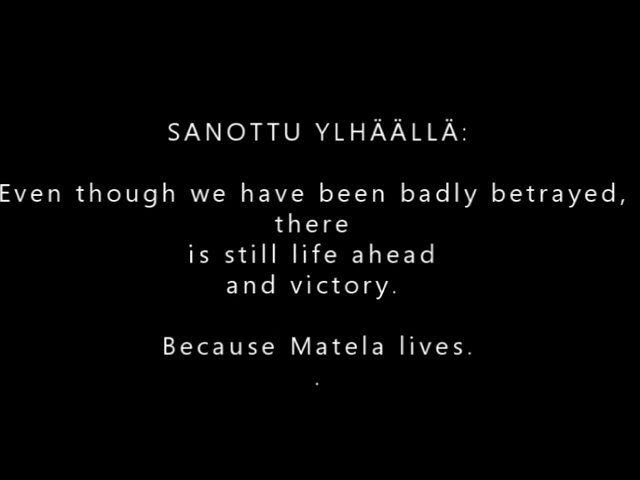 SANOTTU YLHÄÄLLÄ:
Even though we have been badly betrayed,
there
is still life ahead
and victory.
Because Matela lives.
.